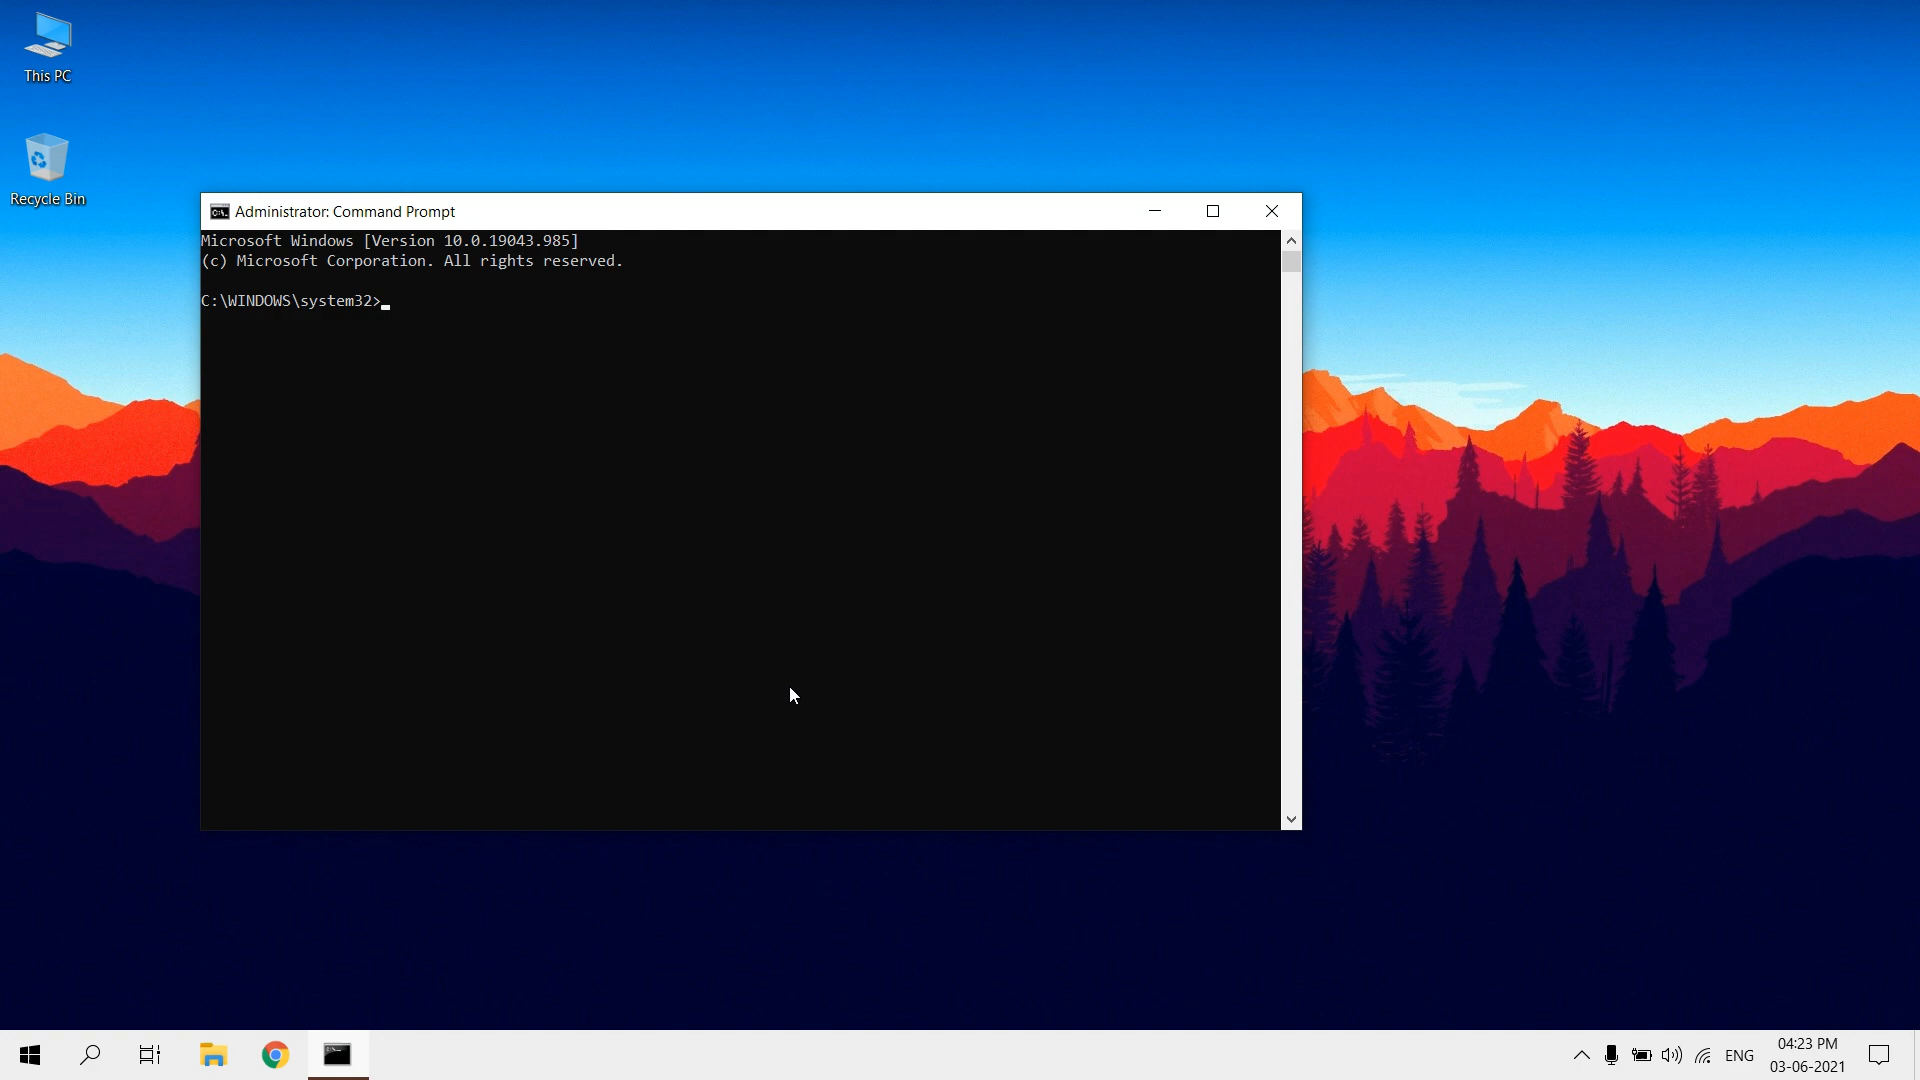 This PC
Recycle Bin
Administrator: Command Prompt
Microsoft Windows [Version 10.0.19043.985]
(c) Microsoft Corporation. All rights reserved.
C:\WINDOWS\system32>
ENG
04:23 PM
03-06-2021